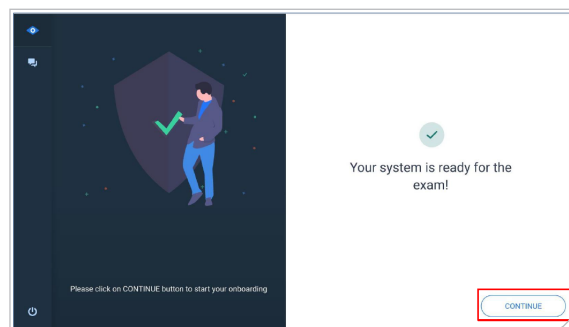 Please click on CONTINUE button to start your onboarding
Your system is ready for the
exam!
CONTINUE